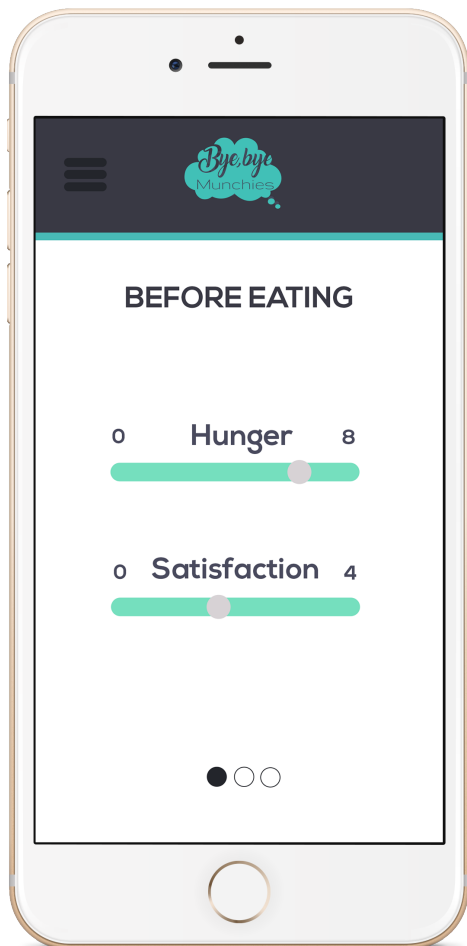 Bye, bye
Munchies
BEFORE EATING
0 Hunger 8
0 Satisfaction 4